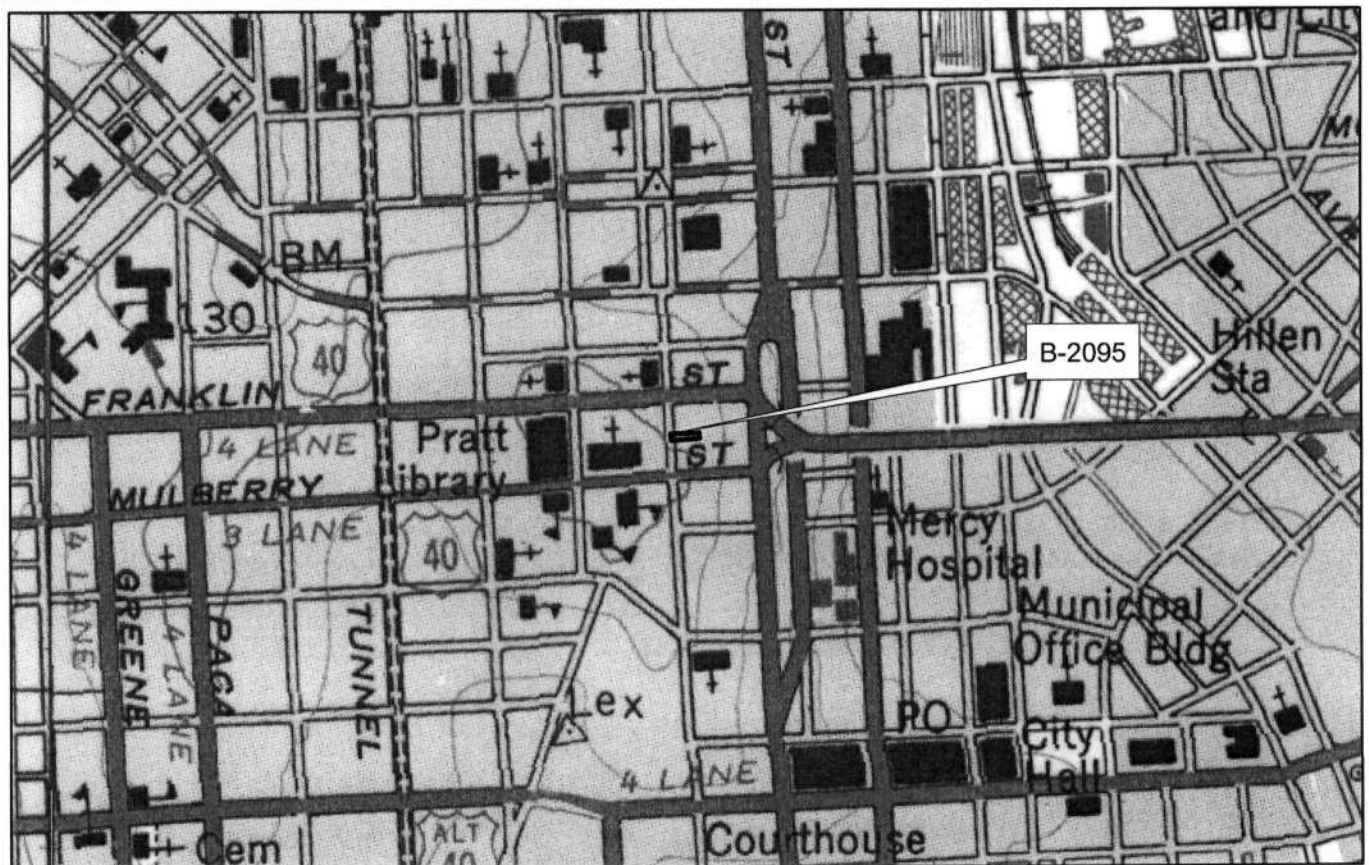 and City
ST
BM
130
40
FRANKLIN
ST
B-2095
Hillen
Sta
4 LANE
Pratt
Library
ST
MULBERRY
3 LANE
40
4 LANE
GREENE
4 LANE
PACA
TUNNEL
Mercy
Hospital
Municipal
Office Bldg
Lex
PO
City
Hall
4 LANE
Cem
ALT
40
Courthouse